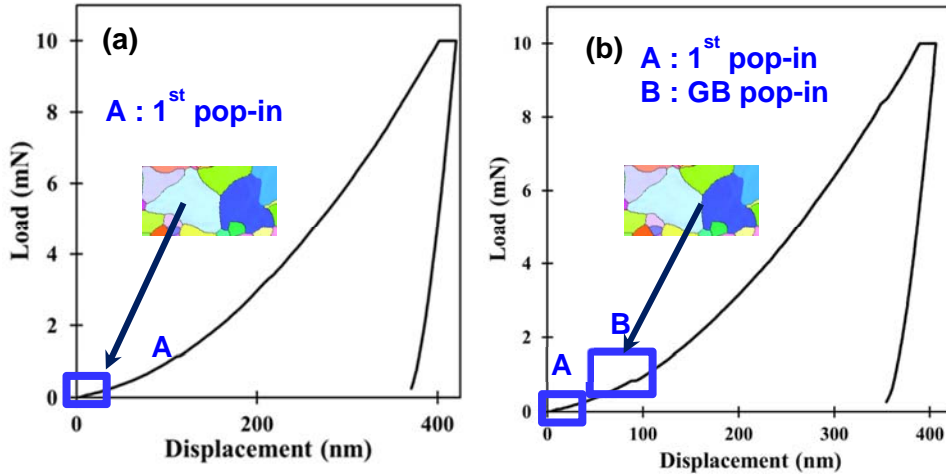 (a)
A : 1st pop-in
10
8
6
4
2
0
Load (mN)
A
0
200
400
Displacement (nm)
(b)
A : 1st pop-in
B : GB pop-in
10
8
6
4
2
0
Load (mN)
B
A
0
100
200
300
400
Displacement (nm)